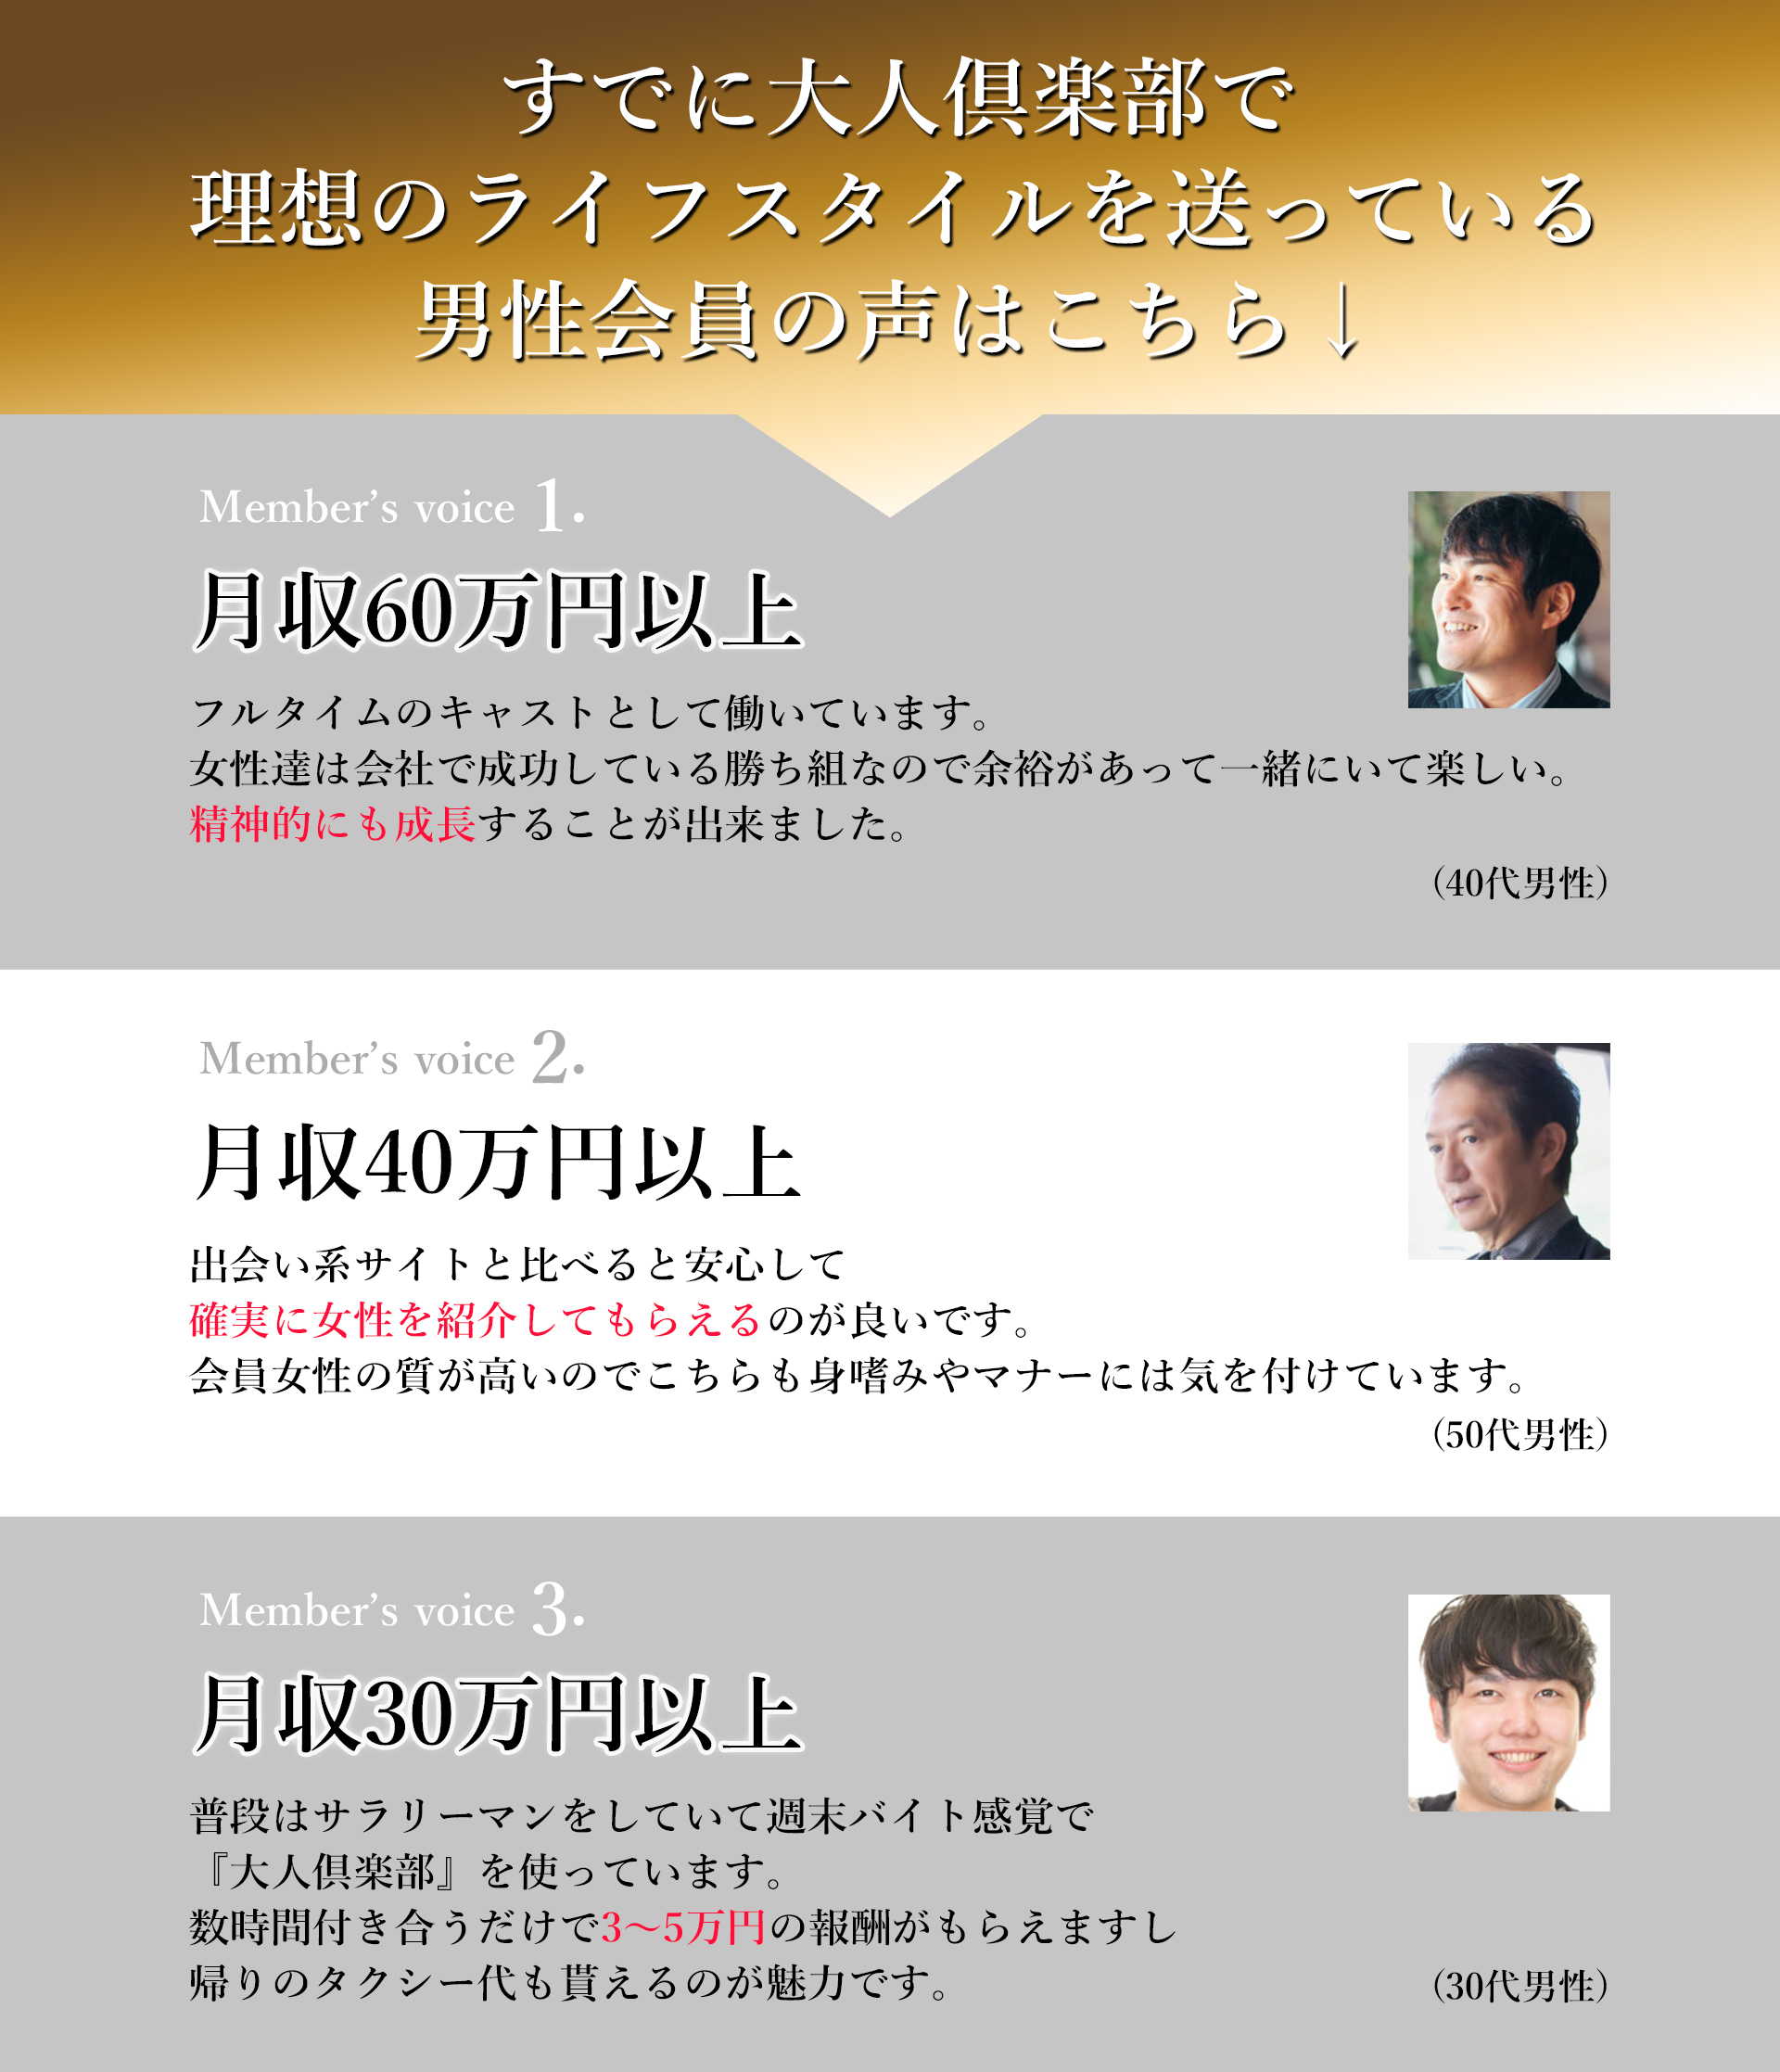 すでに大人倶楽部で
理想のライフスタイルを送っている
男性会員の声はこちら↓
Member's voice 1.
月収60万円以上
フルタイムのキャストとして働いています。
女性達は会社で成功している勝ち組なので余裕があって一緒にいて楽しい。
精神的にも成長することが出来ました。
（40代男性）
Member's voice 2.
月収40万円以上
出会い系サイトと比べると安心して
確実に女性を紹介してもらえるのが良いです。
会員女性の質が高いのでこちらも身嗜みやマナーには気を付けています。
（50代男性）
Member's voice 3.
月収30万円以上
普段はサラリーマンをしていて週末バイト感覚で
『大人倶楽部』を使っています。
数時間付き合うだけで3〜5万円の報酬がもらえますし
帰りのタクシー代も貰えるのが魅力です。
（30代男性）